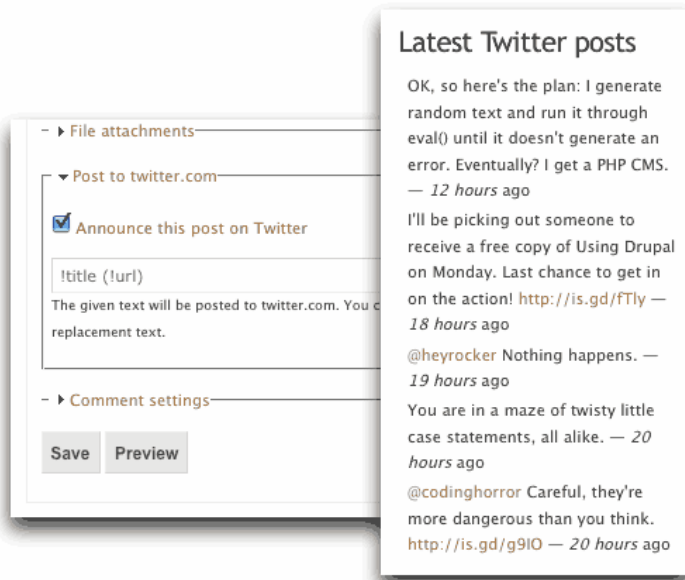 File attachments
Post to twitter.com
Announce this post on Twitter
!title (!url)
The given text will be posted to twitter.com. You c
replacement text.
Comment settings
Save
Preview
Latest Twitter posts
OK, so here's the plan: I generate
random text and run it through
eval() until it doesn't generate an
error. Eventually? I get a PHP CMS.
— 12 hours ago
I'll be picking out someone to
receive a free copy of Using Drupal
on Monday. Last chance to get in
on the action! http://is.gd/fTly —
18 hours ago
@heyrocker Nothing happens. —
19 hours ago
You are in a maze of twisty little
case statements, all alike. — 20
hours ago
@codinghorror Careful, they're
more dangerous than you think.
http://is.gd/g9lO — 20 hours ago